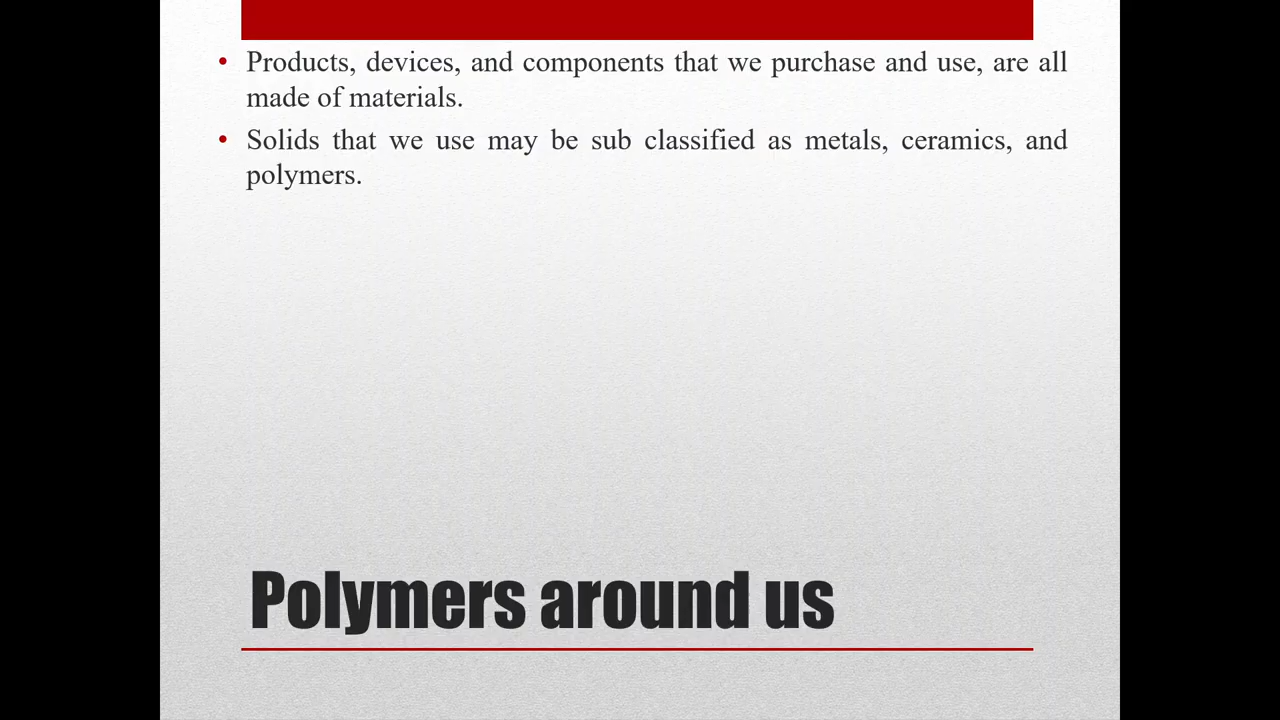 • Products, devices, and components that we purchase and use, are all
made of materials.
• Solids that we use may be sub classified as metals, ceramics, and
polymers.
Polymers around us